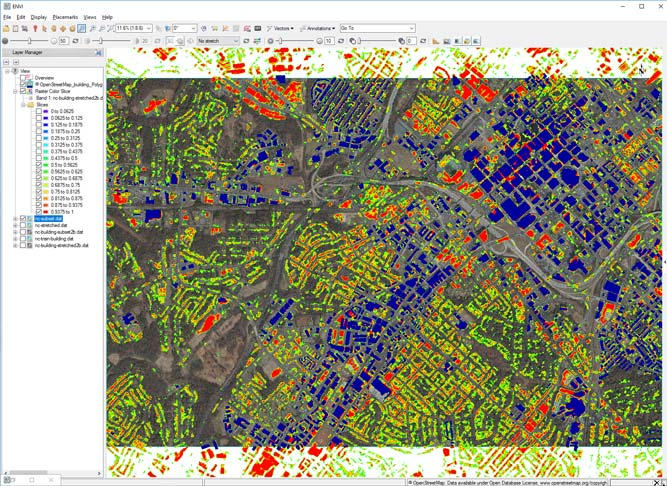 ENVI
File Edit Display Placemarks Views Help
11.6% (1:8.6) 0° Vectors Annotations Go To
50 20 No stretch 10 0 0
Layer Manager
View
Overview
OpenStreetMap_building_Polyg
Raster Color Slice
Band 1: nc-building-stretched2b.d
Slices
0 to 0.0625
0.0625 to 0.125
0.125 to 0.1875
0.1875 to 0.25
0.25 to 0.3125
0.3125 to 0.375
0.375 to 0.4375
0.4375 to 0.5
0.5 to 0.5625
0.5625 to 0.625
0.625 to 0.6875
0.6875 to 0.75
0.75 to 0.8125
0.8125 to 0.875
0.875 to 0.9375
0.9375 to 1
nc-subset.dat
nc-stretched.dat
nc-building-subset2b.dat
nc-train-building.dat
nc-building-stretched2b.dat
N
© OpenStreetMap: Data available under Open Database License, www.openstreetmap.org/copyrigh